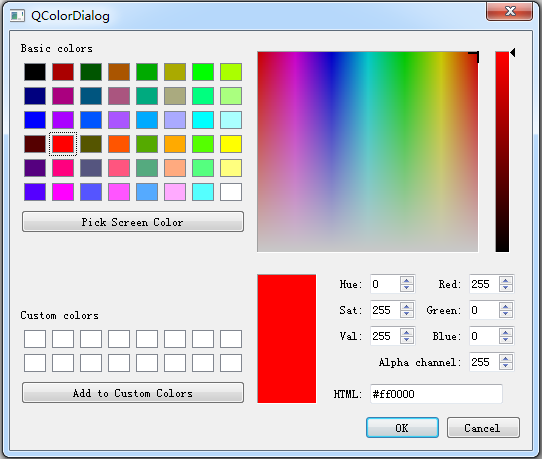 QColorDialog
Basic colors
Pick Screen Color
Custom colors
Add to Custom Colors
Hue: 0 Red: 255
Sat: 255 Green: 0
Val: 255 Blue: 0
Alpha channel: 255
HTML: #ff0000
OK Cancel